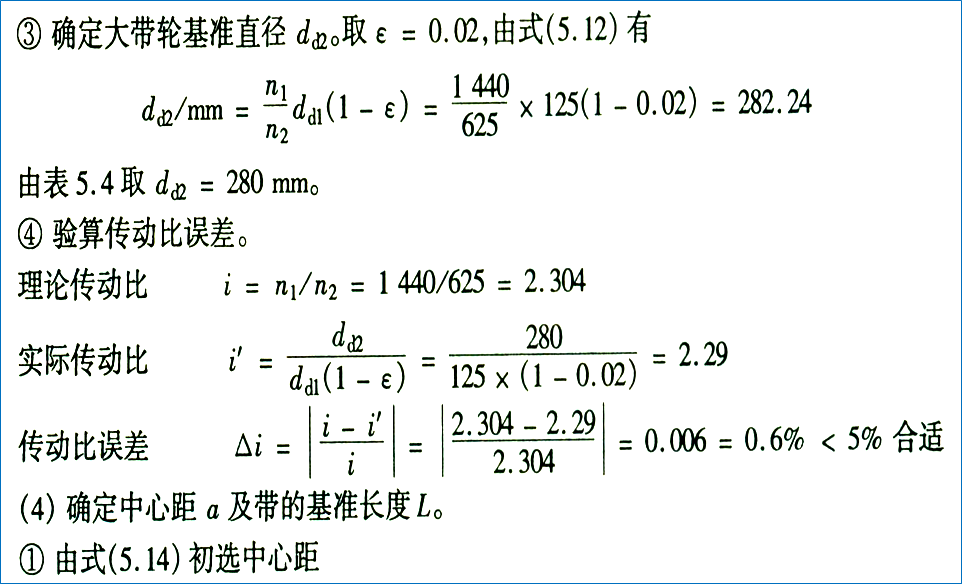 ③ 确定大带轮基准直径 d_{d2}。取 ε = 0.02,由式(5.12)有
d_{d2}/mm = \frac{n_1}{n_2}d_{d1}(1 - ε) = \frac{1 440}{625} × 125(1 - 0.02) = 282.24
由表 5.4 取 d_{d2} = 280 mm。
④ 验算传动比误差。
理论传动比 i = n_1/n_2 = 1 440/625 = 2.304
实际传动比 i' = \frac{d_{d2}}{d_{d1}(1 - ε)} = \frac{280}{125 × (1 - 0.02)} = 2.29
传动比误差 Δi = \left|\frac{i - i'}{i}\right| = \left|\frac{2.304 - 2.29}{2.304}\right| = 0.006 = 0.6% < 5% 合适
(4) 确定中心距 a 及带的基准长度 L。
① 由式(5.14)初选中心距